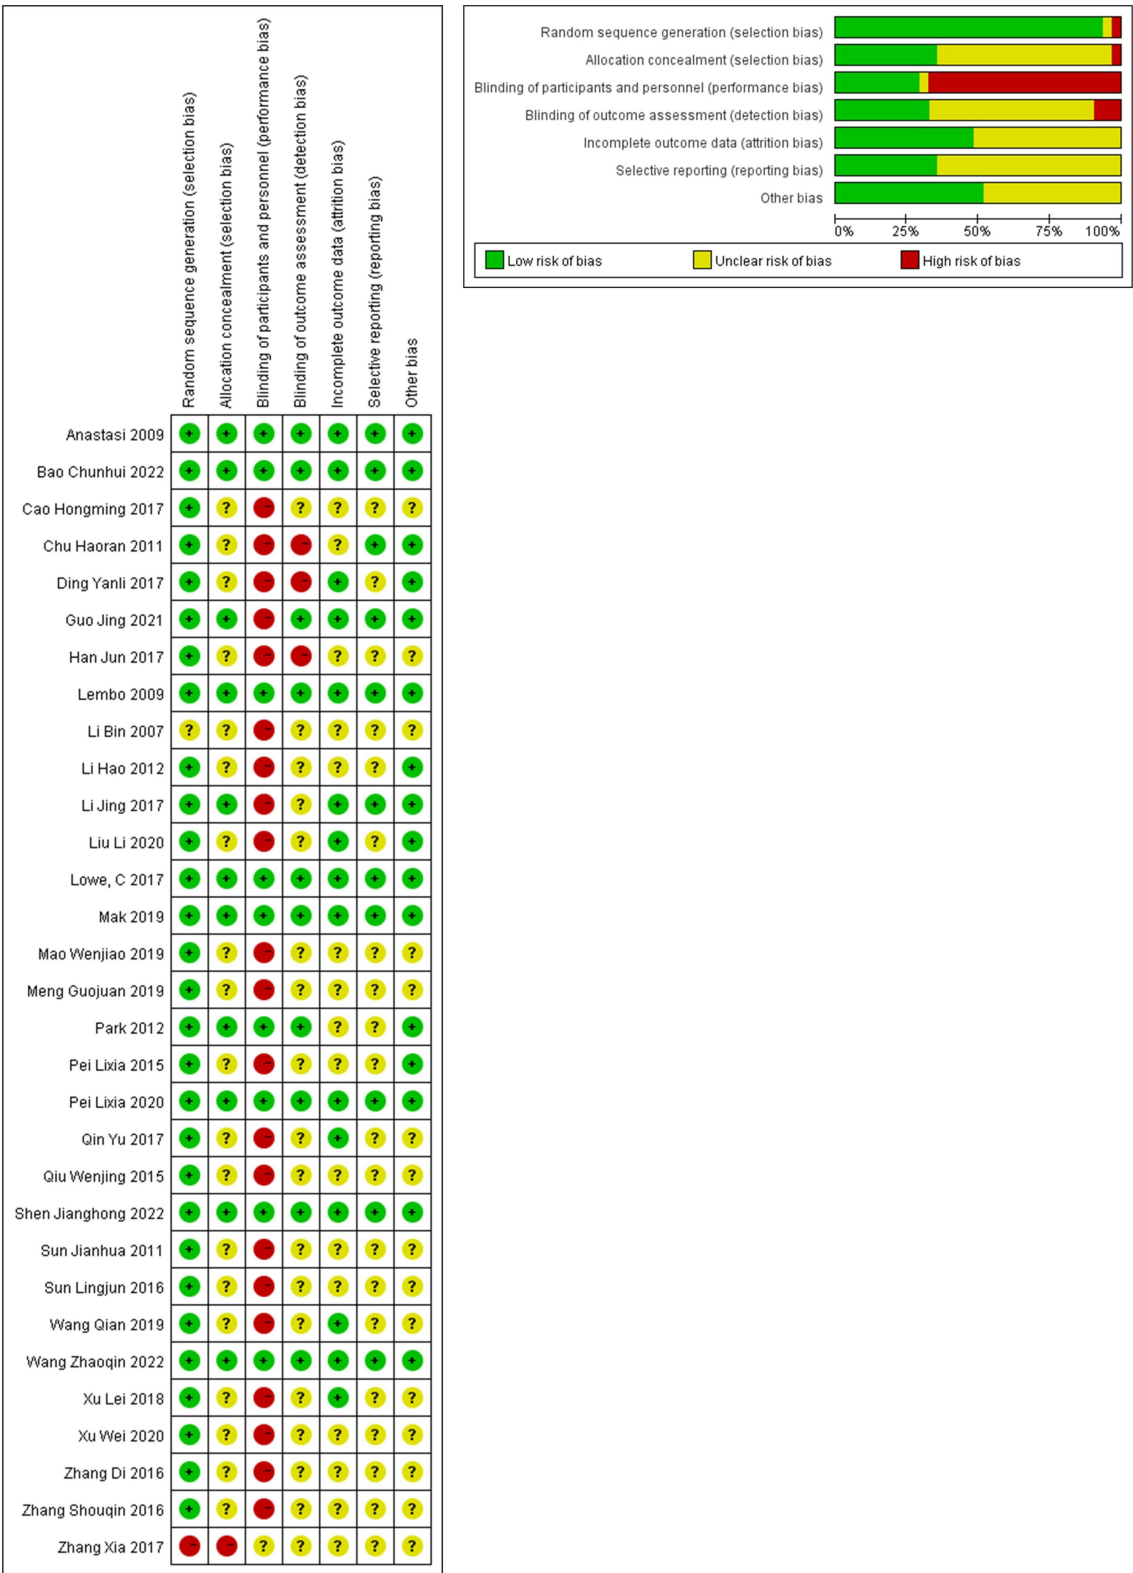 Random sequence generation (selection bias)
Allocation concealment (selection bias)
Blinding of participants and personnel (performance bias)
Blinding of outcome assessment (detection bias)
Incomplete outcome data (attrition bias)
Selective reporting (reporting bias)
Other bias
Anastasi 2009 + + + + + + +
Bao Chunhui 2022 + + + + + + +
Cao Hongming 2017 + ? - ? ? ? ?
Chu Haoran 2011 + ? - - ? + +
Ding Yanli 2017 + ? - - + ? +
Guo Jing 2021 + + - + + + +
Han Jun 2017 + ? - - ? ? ?
Lembo 2009 + + + + + + +
Li Bin 2007 ? ? - ? ? ? ?
Li Hao 2012 + ? - ? ? ? +
Li Jing 2017 + + - ? + + +
Liu Li 2020 + ? - ? + ? +
Lowe, C 2017 + + + + + + +
Mak 2019 + + + + + + +
Mao Wenjiao 2019 + ? - ? ? ? ?
Meng Guojuan 2019 + ? - ? ? ? ?
Park 2012 + + + + ? ? +
Pei Lixia 2015 + ? - ? ? ? +
Pei Lixia 2020 + + + + + + +
Qin Yu 2017 + ? - ? + ? ?
Qiu Wenjing 2015 + ? - ? ? ? ?
Shen Jianghong 2022 + + + + + + +
Sun Jianhua 2011 + ? - ? ? ? ?
Sun Lingjun 2016 + ? - ? ? ? ?
Wang Qian 2019 + ? - ? + ? ?
Wang Zhaoqin 2022 + + + + + + +
Xu Lei 2018 + ? - ? + ? ?
Xu Wei 2020 + ? - ? ? ? ?
Zhang Di 2016 + ? - ? ? ? ?
Zhang Shouqin 2016 + ? - ? ? ? ?
Zhang Xia 2017 - - ? ? ? ? ?
Random sequence generation (selection bias)
Allocation concealment (selection bias)
Blinding of participants and personnel (performance bias)
Blinding of outcome assessment (detection bias)
Incomplete outcome data (attrition bias)
Selective reporting (reporting bias)
Other bias
0% 25% 50% 75% 100%
Low risk of bias Unclear risk of bias High risk of bias